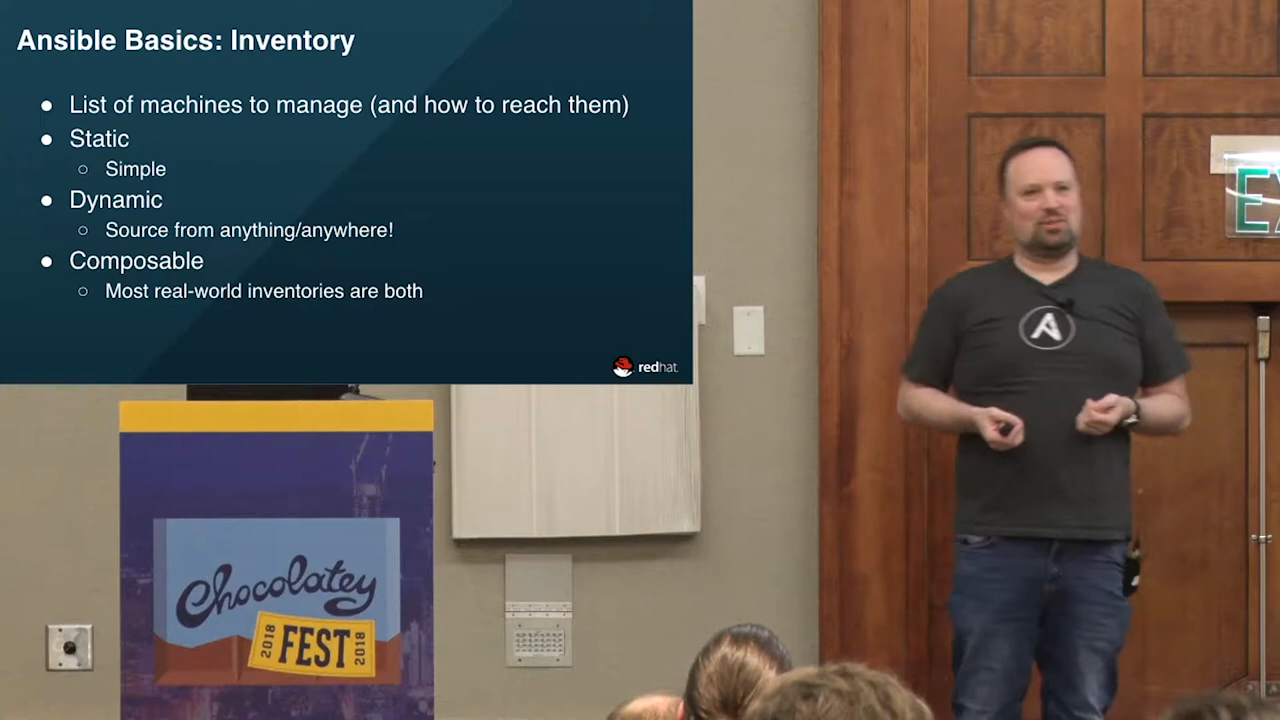 Ansible Basics: Inventory
● List of machines to manage (and how to reach them)
● Static
○ Simple
● Dynamic
○ Source from anything/anywhere!
● Composable
○ Most real-world inventories are both
redhat.
A
Chocolatey
2018 FEST 2018